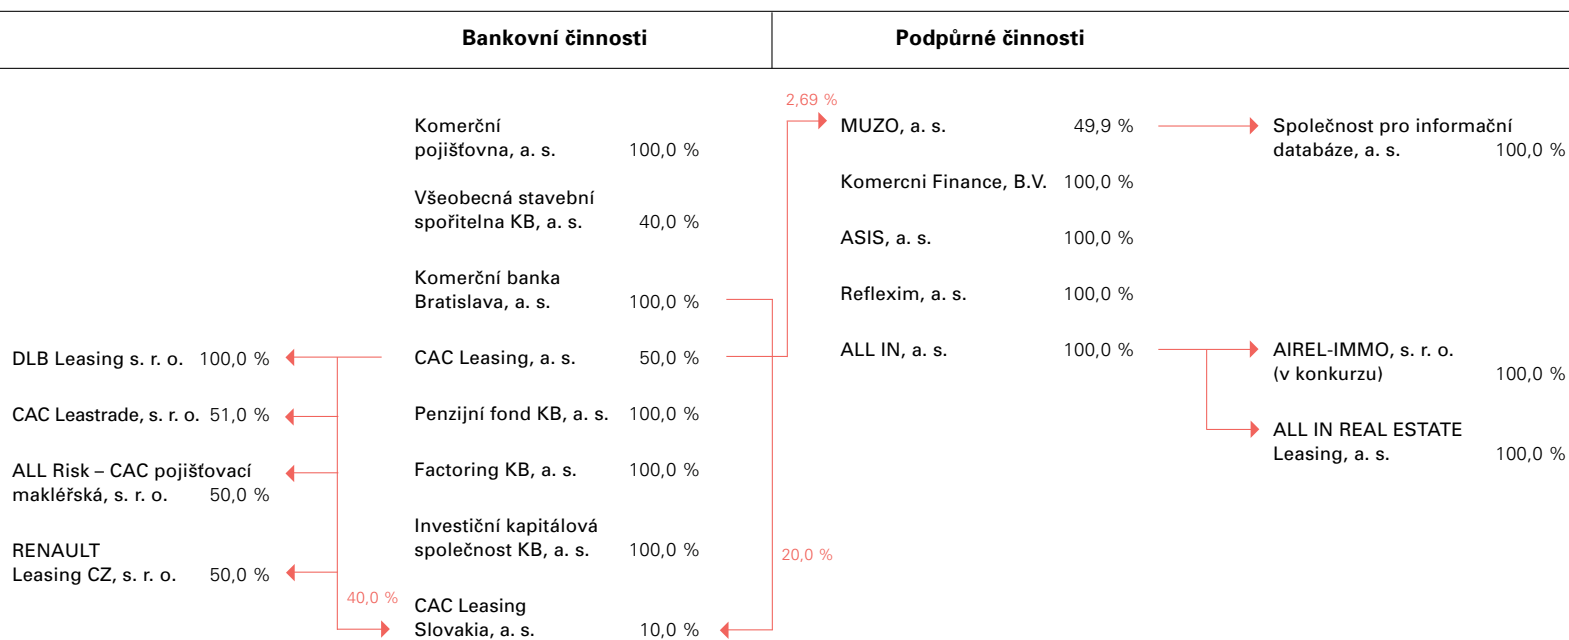 Bankovní činnosti
Podpůrné činnosti
Komerční
pojišťovna, a. s. 100,0 %
Všeobecná stavební
spořitelna KB, a. s. 40,0 %
Komerční banka
Bratislava, a. s. 100,0 %
CAC Leasing, a. s. 50,0 %
Penzijní fond KB, a. s. 100,0 %
Factoring KB, a. s. 100,0 %
Investiční kapitálová
společnost KB, a. s. 100,0 %
CAC Leasing
Slovakia, a. s. 10,0 %
DLB Leasing s. r. o. 100,0 %
CAC Leastrade, s. r. o. 51,0 %
ALL Risk – CAC pojišťovací
makléřská, s. r. o. 50,0 %
RENAULT
Leasing CZ, s. r. o. 50,0 %
40,0 %
20,0 %
2,69 %
MUZO, a. s. 49,9 %
Komercni Finance, B.V. 100,0 %
ASIS, a. s. 100,0 %
Reflexim, a. s. 100,0 %
ALL IN, a. s. 100,0 %
Společnost pro informační
databáze, a. s. 100,0 %
AIREL-IMMO, s. r. o.
(v konkurzu) 100,0 %
ALL IN REAL ESTATE
Leasing, a. s. 100,0 %